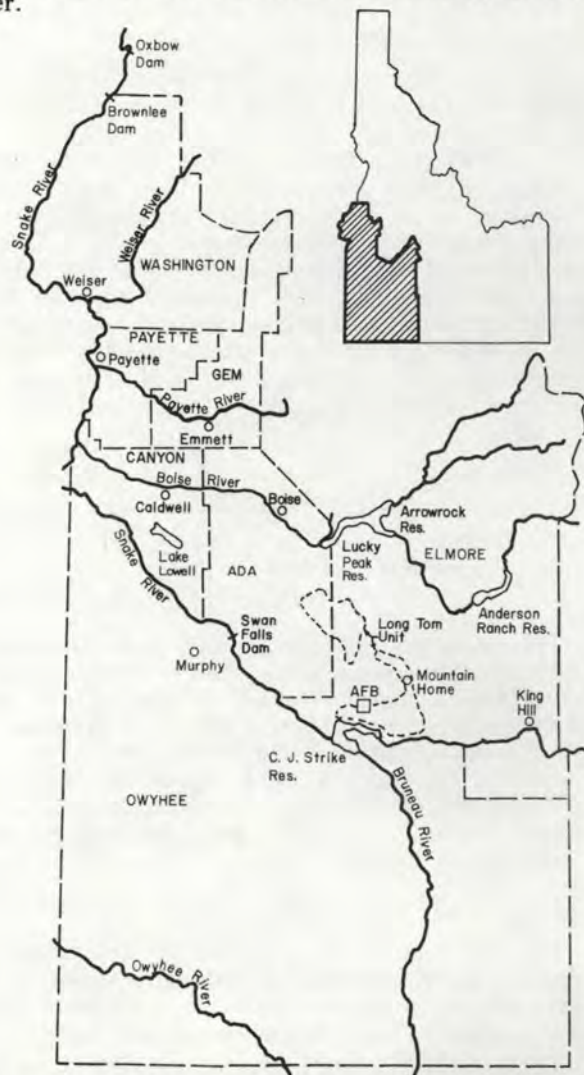 er.
Oxbow
Dam
Brownlee
Dam
Snake River
Weiser River
WASHINGTON
Weiser
PAYETTE
Payette
GEM
Payette River
Emmett
CANYON
Boise River
Caldwell
Boise
Arrowrock
Res.
Lucky
Peak Res.
ELMORE
Lake
Lowell
ADA
Snake River
Anderson
Ranch Res.
Long Tom
Unit
Swan
Falls
Dam
Murphy
Mountain
Home
AFB
King
Hill
C. J. Strike
Res.
OWYHEE
Bruneau River
Owyhee River